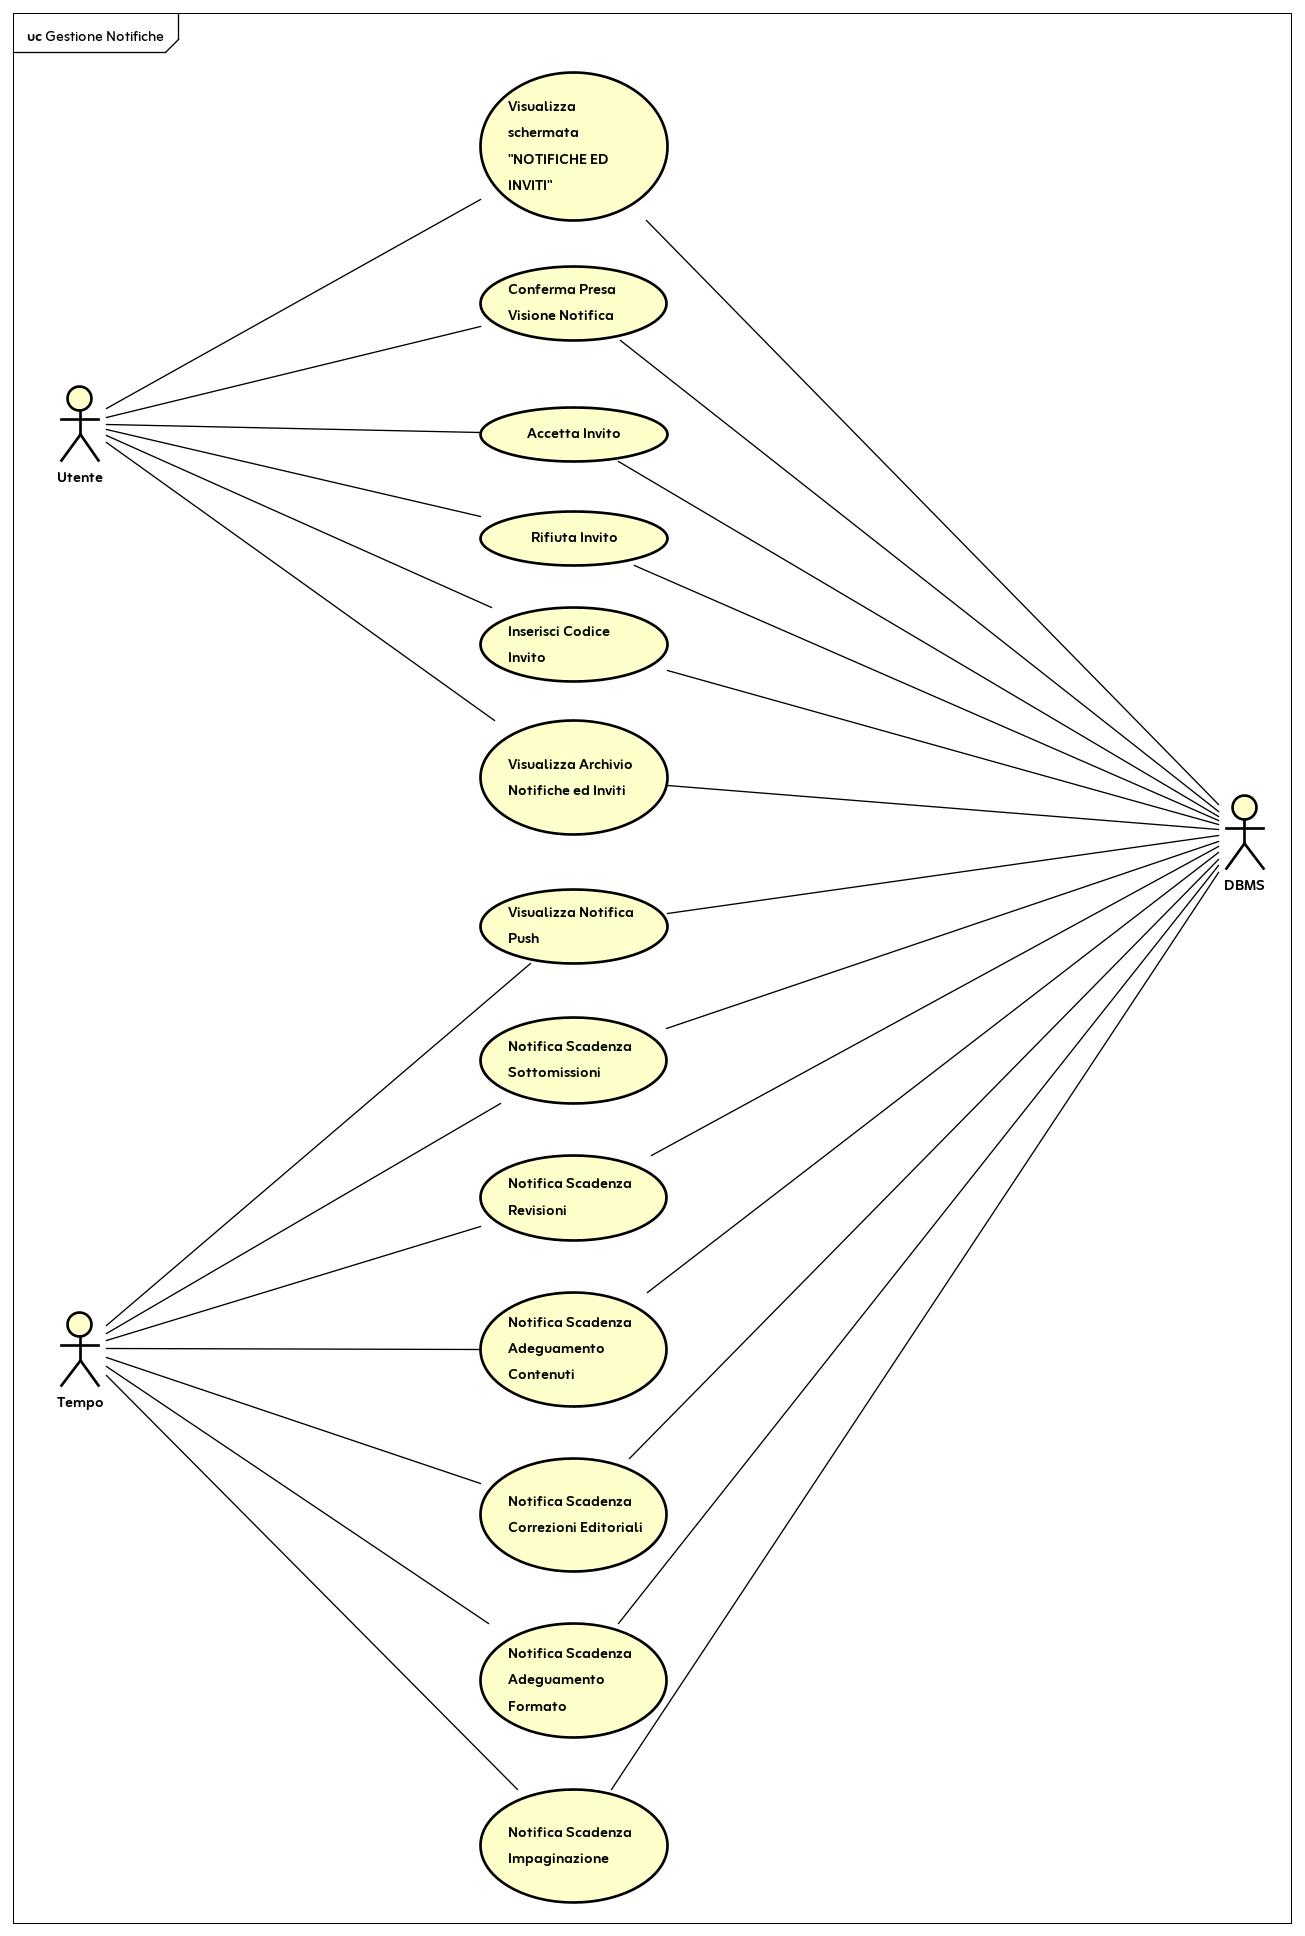 uc Gestione Notifiche
Visualizza
schermata
"NOTIFICHE ED
INVITI"
Conferma Presa
Visione Notifica
Accetta Invito
Utente
Rifiuta Invito
Inserisci Codice
Invito
Visualizza Archivio
Notifiche ed Inviti
DBMS
Visualizza Notifica
Push
Notifica Scadenza
Sottomissioni
Notifica Scadenza
Revisioni
Notifica Scadenza
Adeguamento
Contenuti
Tempo
Notifica Scadenza
Correzioni Editoriali
Notifica Scadenza
Adeguamento
Formato
Notifica Scadenza
Impaginazione